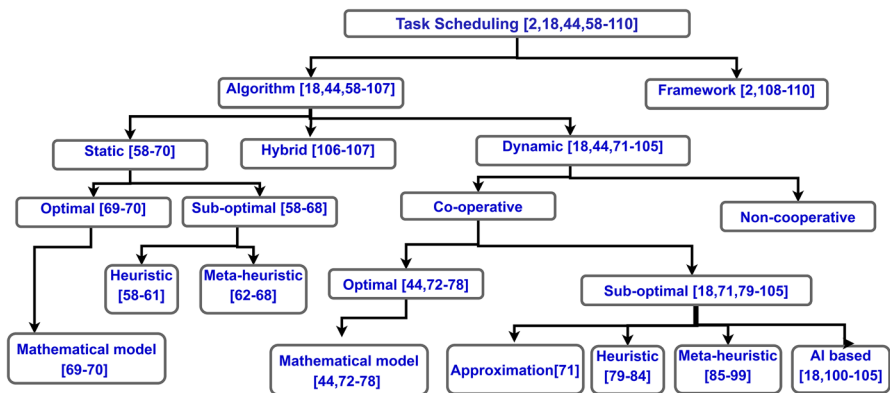 Task Scheduling [2,18,44,58-110]
Algorithm [18,44,58-107]
Framework [2,108-110]
Static [58-70]
Hybrid [106-107]
Dynamic [18,44,71-105]
Optimal [69-70]
Sub-optimal [58-68]
Co-operative
Non-cooperative
Heuristic
[58-61]
Meta-heuristic
[62-68]
Optimal [44,72-78]
Sub-optimal [18,71,79-105]
Mathematical model
[69-70]
Mathematical model
[44,72-78]
Approximation[71]
Heuristic
[79-84]
Meta-heuristic
[85-99]
AI based
[18,100-105]